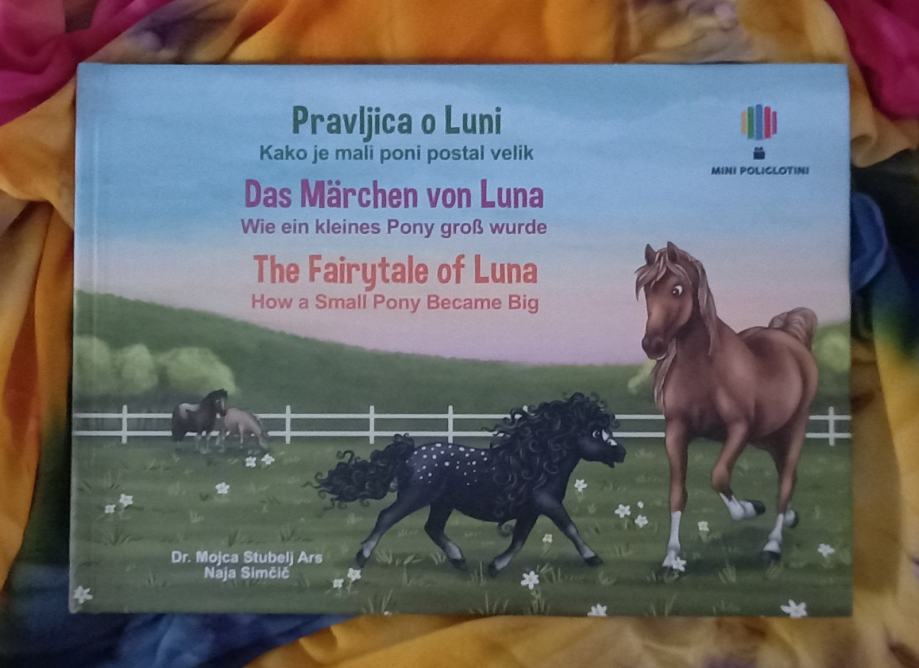 Pravljica o Luni
Kako je mali poni postal velik
Das Märchen von Luna
Wie ein kleines Pony groß wurde
The Fairytale of Luna
How a Small Pony Became Big
MINI POLIGLOTINI
Dr. Mojca Stubelj Ars
Naja Simčič